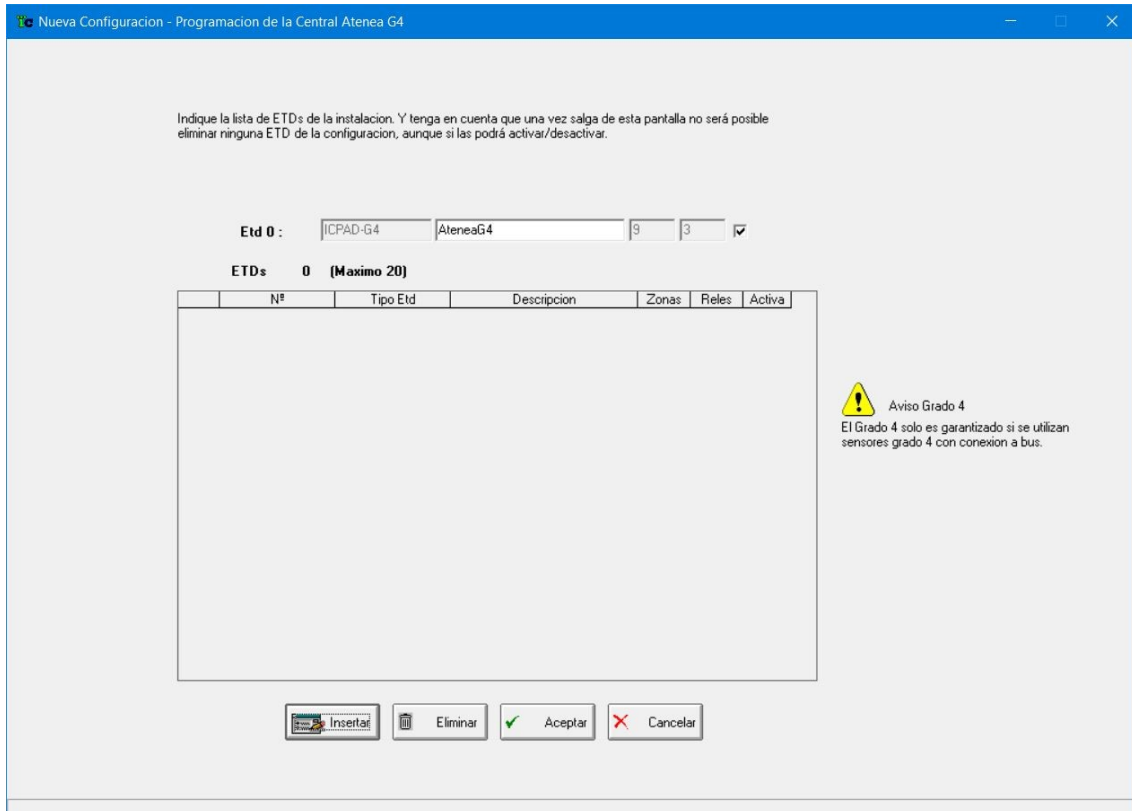 Nueva Configuracion - Programacion de la Central Atenea G4
Indique la lista de ETDs de la instalacion. Y tenga en cuenta que una vez salga de esta pantalla no será posible
eliminar ninguna ETD de la configuracion, aunque si las podrá activar/desactivar.
Etd 0 : ICPAD-G4 AteneaG4 9 3
ETDs 0 (Maximo 20)
Nª Tipo Etd Descripcion Zonas Reles Activa
Aviso Grado 4
El Grado 4 solo es garantizado si se utilizan
sensores grado 4 con conexion a bus.
Insertar Eliminar Aceptar Cancelar